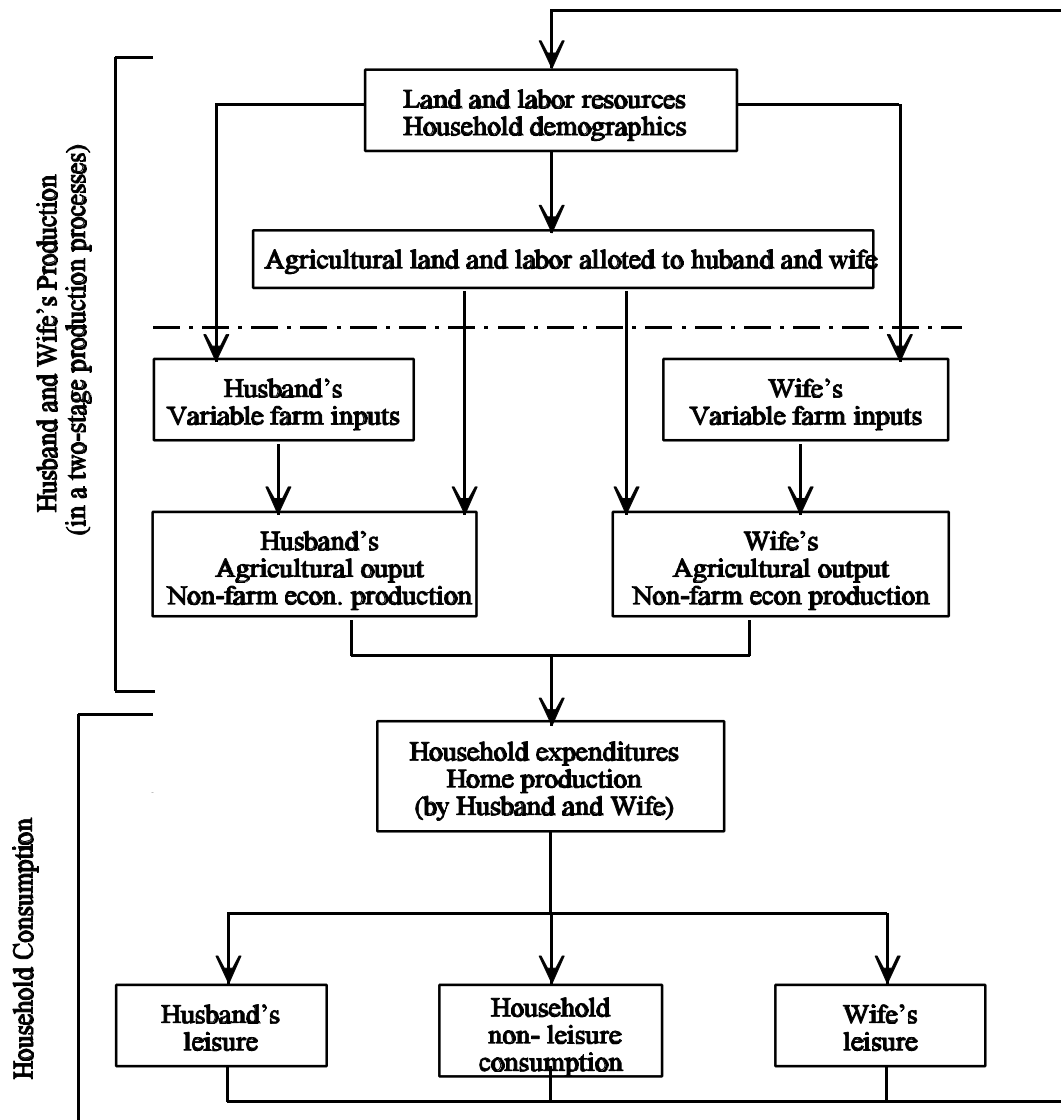 Land and labor resources
Household demographics
Agricultural land and labor alloted to huband and wife
Husband and Wife's Production
(in a two-stage production processes)
Husband's
Variable farm inputs
Wife's
Variable farm inputs
Husband's
Agricultural ouput
Non-farm econ. production
Wife's
Agricultural output
Non-farm econ production
Household expenditures
Home production
(by Husband and Wife)
Household Consumption
Husband's
leisure
Household
non- leisure
consumption
Wife's
leisure